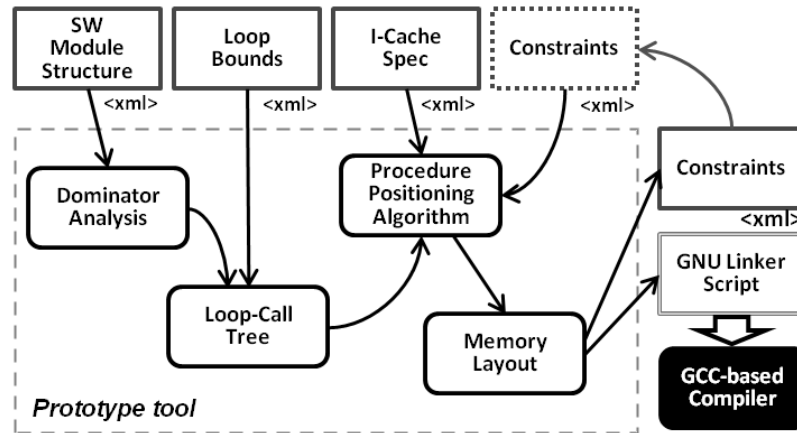 SW
Module
Structure
Loop
Bounds
I-Cache
Spec
Constraints
<xml>
<xml>
<xml>
<xml>
Dominator
Analysis
Procedure
Positioning
Algorithm
Constraints
<xml>
Loop-Call
Tree
Memory
Layout
GNU Linker
Script
GCC-based
Compiler
Prototype tool